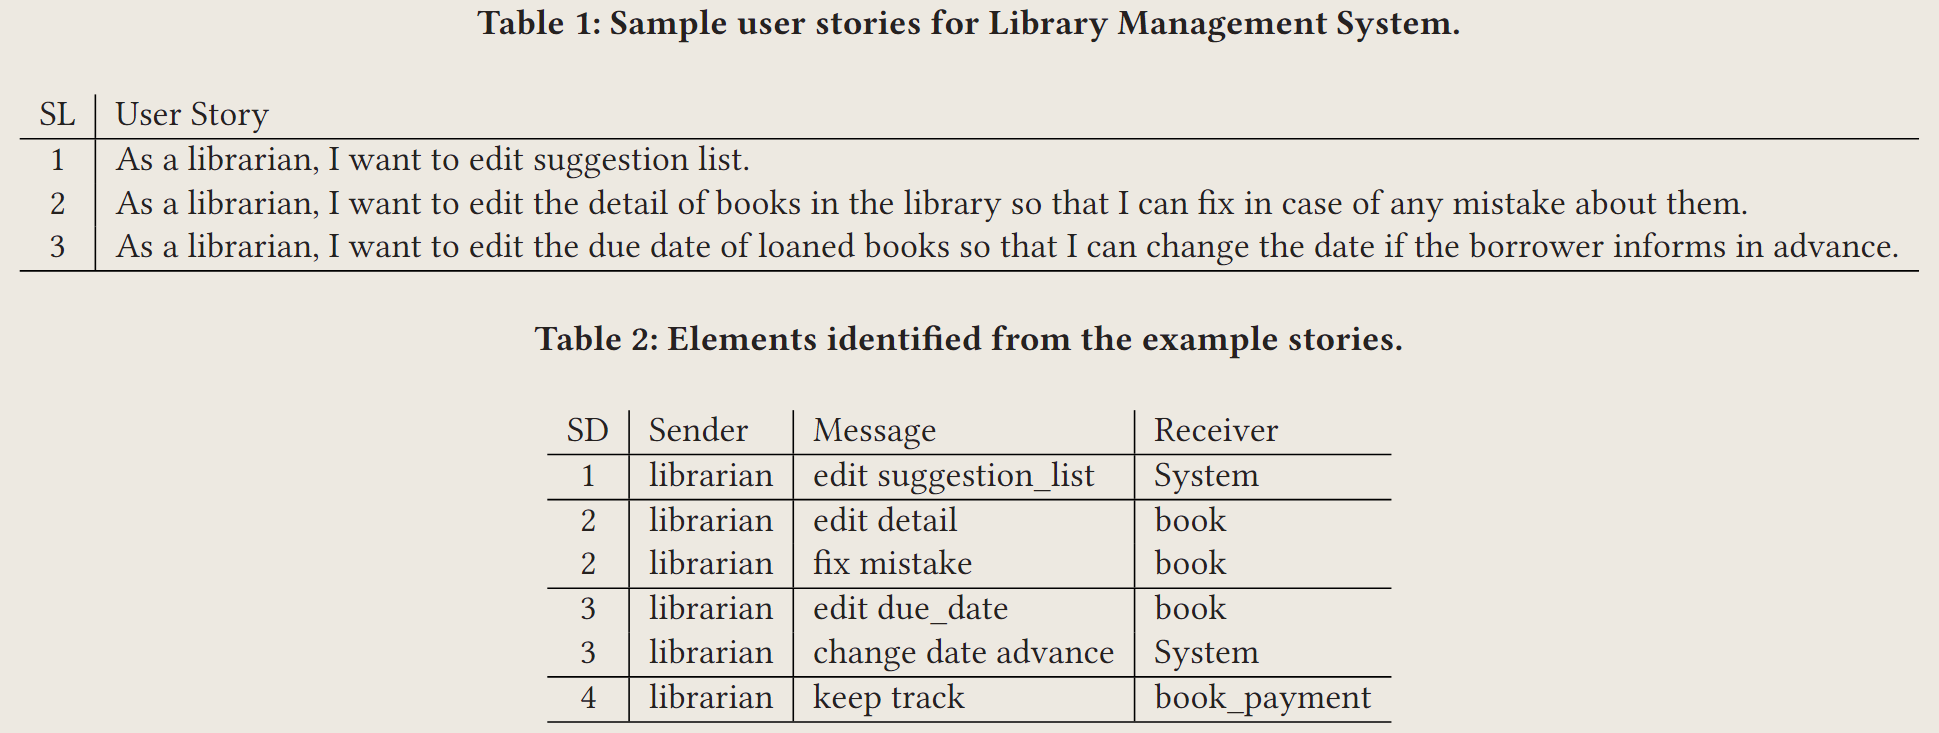 Table 1: Sample user stories for Library Management System.
SL User Story
1 As a librarian, I want to edit suggestion list.
2 As a librarian, I want to edit the detail of books in the library so that I can fix in case of any mistake about them.
3 As a librarian, I want to edit the due date of loaned books so that I can change the date if the borrower informs in advance.
Table 2: Elements identified from the example stories.
SD Sender Message Receiver
1 librarian edit suggestion_list System
2 librarian edit detail book
2 librarian fix mistake book
3 librarian edit due_date book
3 librarian change date advance System
4 librarian keep track book_payment